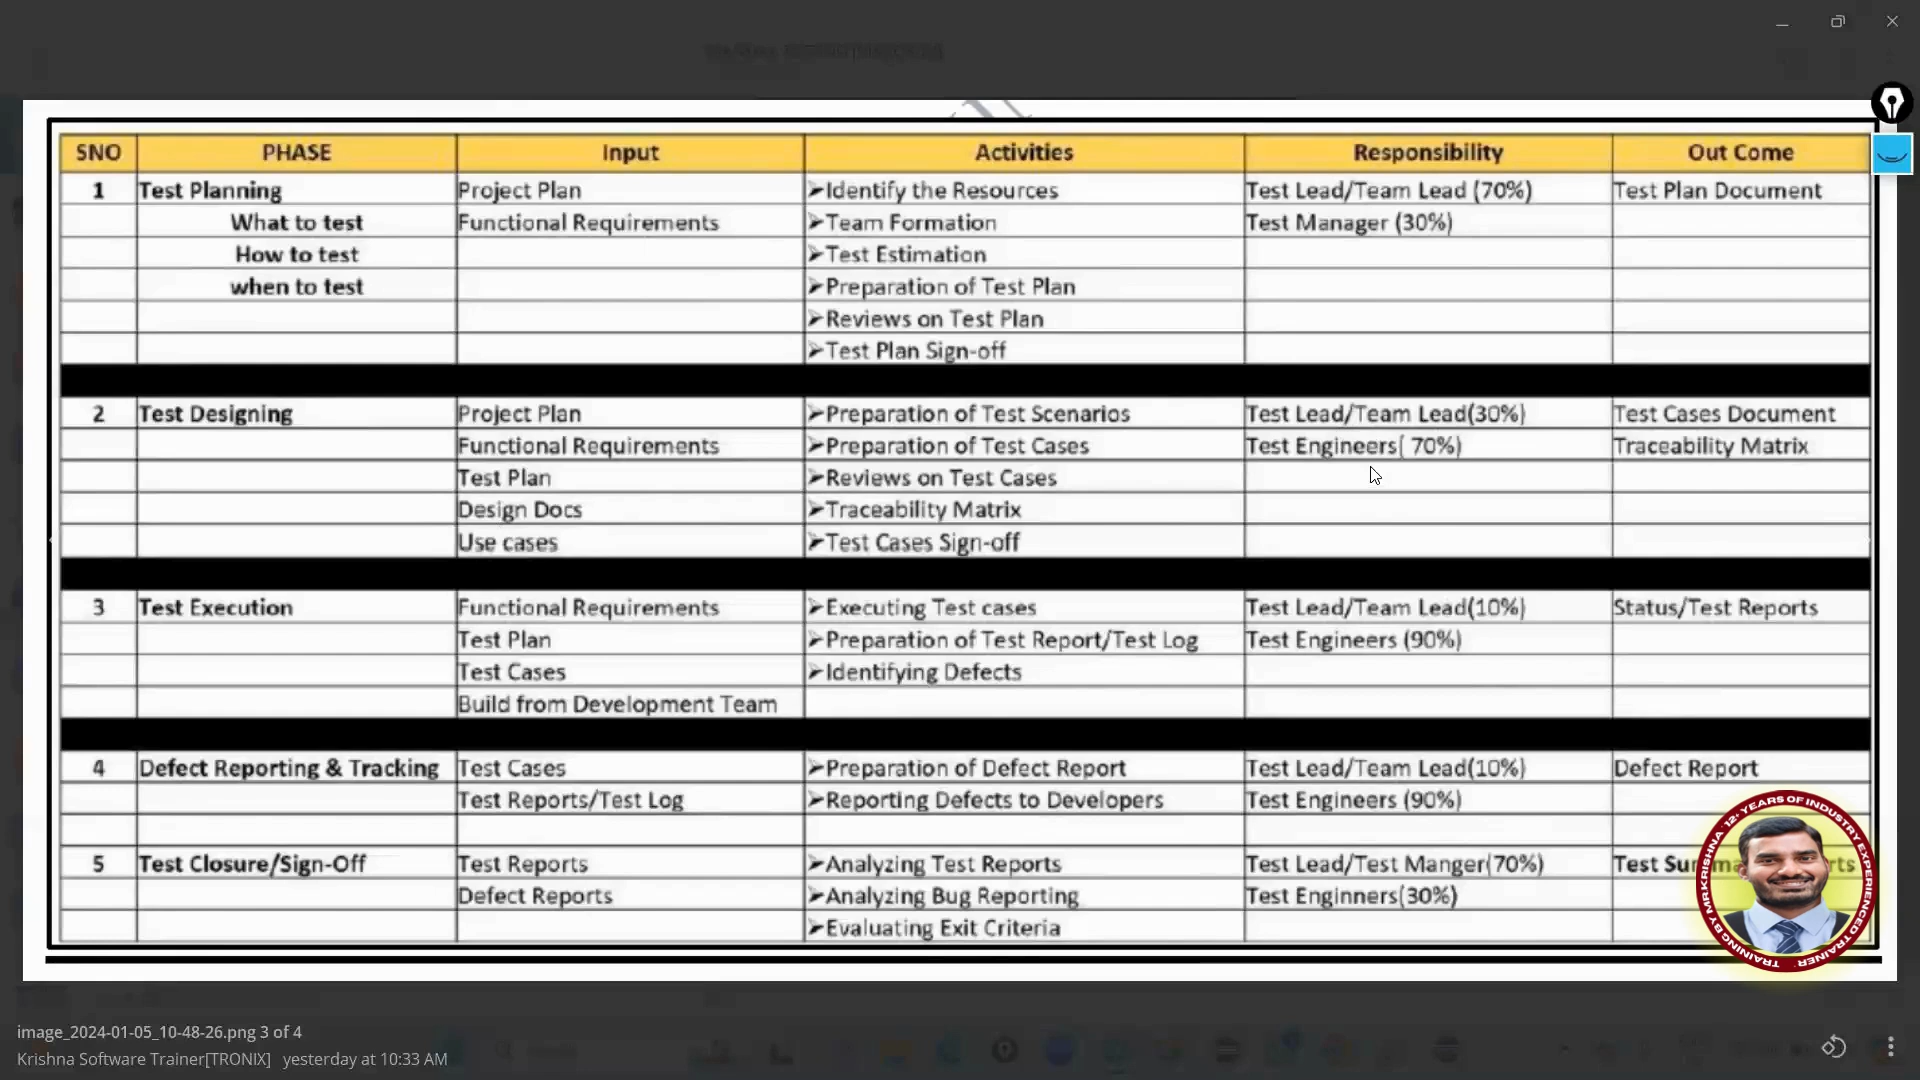 SNO PHASE Input Activities Responsibility Out Come
1 Test Planning Project Plan ➢Identify the Resources Test Lead/Team Lead (70%) Test Plan Document
What to test Functional Requirements ➢Team Formation Test Manager (30%)
How to test ➢Test Estimation
when to test ➢Preparation of Test Plan
➢Reviews on Test Plan
➢Test Plan Sign-off
2 Test Designing Project Plan ➢Preparation of Test Scenarios Test Lead/Team Lead(30%) Test Cases Document
Functional Requirements ➢Preparation of Test Cases Test Engineers( 70%) Traceability Matrix
Test Plan ➢Reviews on Test Cases
Design Docs ➢Traceability Matrix
Use cases ➢Test Cases Sign-off
3 Test Execution Functional Requirements ➢Executing Test cases Test Lead/Team Lead(10%) Status/Test Reports
Test Plan ➢Preparation of Test Report/Test Log Test Engineers (90%)
Test Cases ➢Identifying Defects
Build from Development Team
4 Defect Reporting & Tracking Test Cases ➢Preparation of Defect Report Test Lead/Team Lead(10%) Defect Report
Test Reports/Test Log ➢Reporting Defects to Developers Test Engineers (90%)
5 Test Closure/Sign-Off Test Reports ➢Analyzing Test Reports Test Lead/Test Manger(70%) Test
Defect Reports ➢Analyzing Bug Reporting Test Enginners(30%)
➢Evaluating Exit Criteria
TRAINING BY MR KRISHNA 12+ YEARS OF INDUSTRY EXPERIENCED TRAINER
image_2024-01-05_10-48-26.png 3 of 4
Krishna Software Trainer[TRONIX] yesterday at 10:33 AM